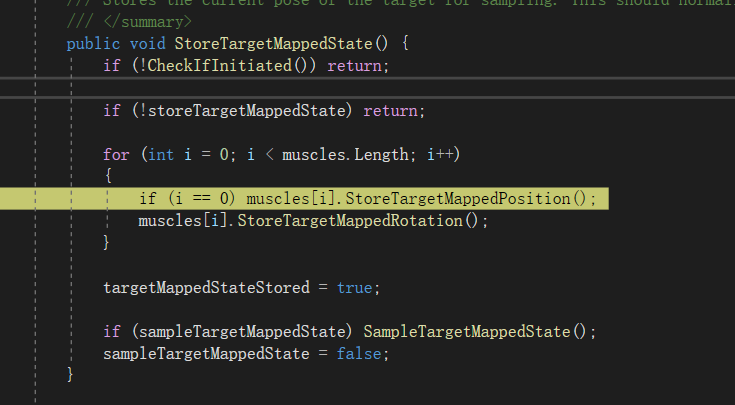 /// Stores the current pose of the target for sampling. This should normal
/// </summary>
public void StoreTargetMappedState() {
if (!CheckIfInitiated()) return;
if (!storeTargetMappedState) return;
for (int i = 0; i < muscles.Length; i++)
{
if (i == 0) muscles[i].StoreTargetMappedPosition();
muscles[i].StoreTargetMappedRotation();
}
targetMappedStateStored = true;
if (sampleTargetMappedState) SampleTargetMappedState();
sampleTargetMappedState = false;
}